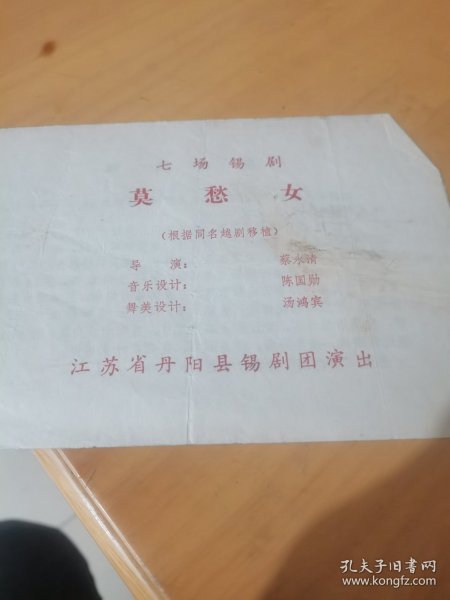 七场锡剧
莫愁女
（根据同名越剧移植）
导演： 蔡永清
音乐设计： 陈国勋
舞美设计： 汤鸿宾
江苏省丹阳县锡剧团演出
孔夫子旧书网
www.kongfz.com